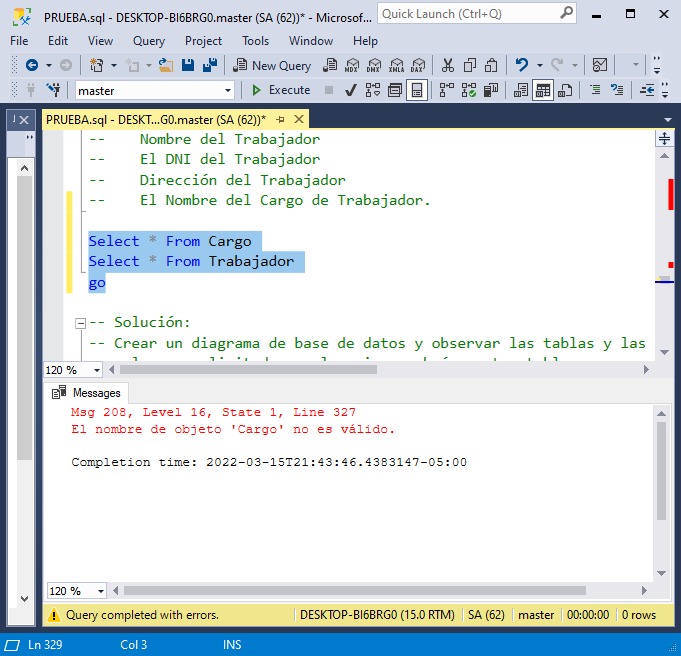 PRUEBA.sql - DESKTOP-BI6BRG0.master (SA (62))* - Microsof...
Quick Launch (Ctrl+Q)
File Edit View Query Project Tools Window Help
New Query
MDX DMX XMLA DAX
master
Execute
PRUEBA.sql - DESKT...G0.master (SA (62))*
-- Nombre del Trabajador
-- El DNI del Trabajador
-- Dirección del Trabajador
-- El Nombre del Cargo de Trabajador.
Select * From Cargo
Select * From Trabajador
go
-- Solución:
-- Crear un diagrama de base de datos y observar las tablas y las
120 %
Messages
Msg 208, Level 16, State 1, Line 327
El nombre de objeto 'Cargo' no es válido.
Completion time: 2022-03-15T21:43:46.4383147-05:00
120 %
Query completed with errors.
DESKTOP-BI6BRG0 (15.0 RTM) SA (62) master 00:00:00 0 rows
Ln 329 Col 3 INS